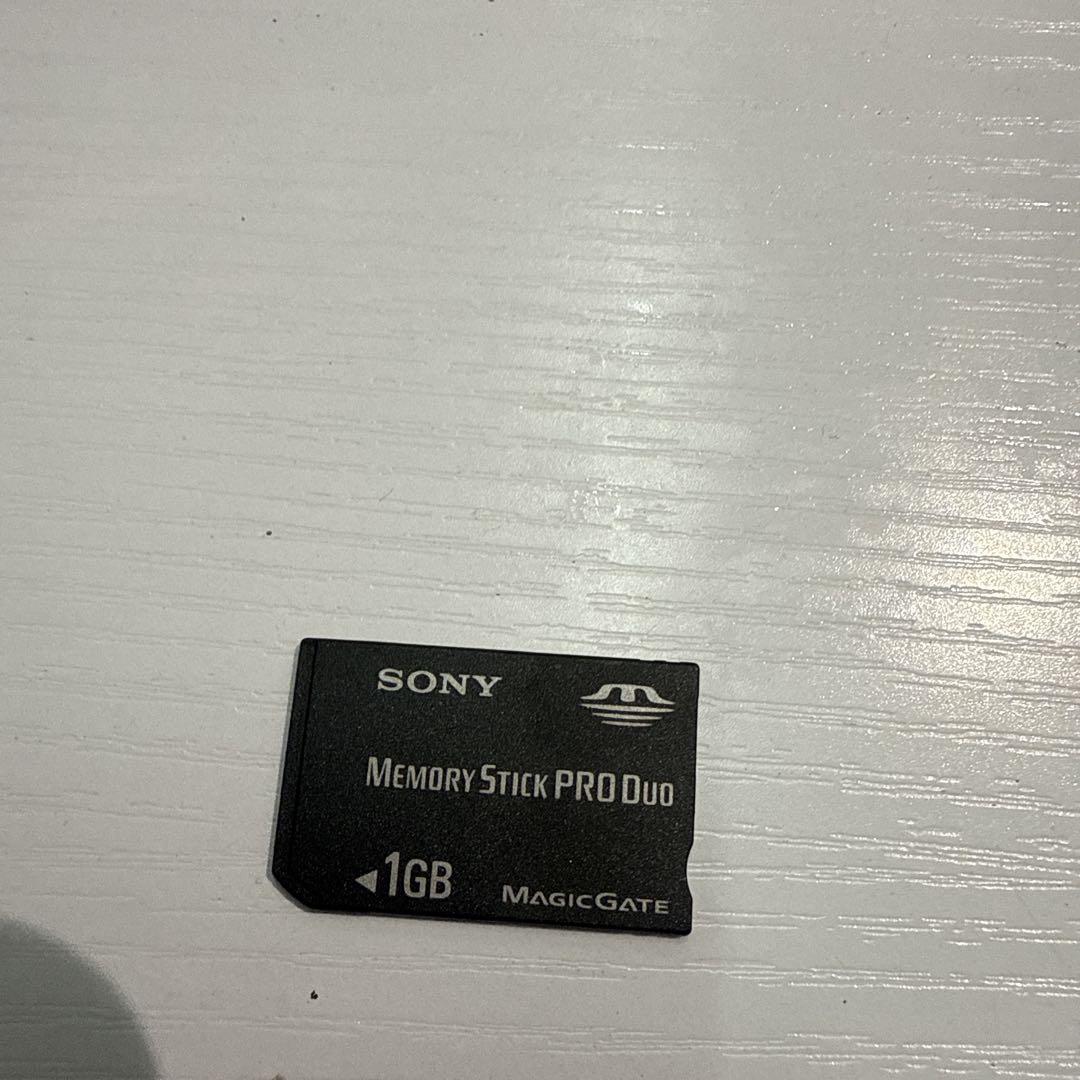 SONY
MEMORY STICK PRO DUO
◄1GB
MAGICGATE